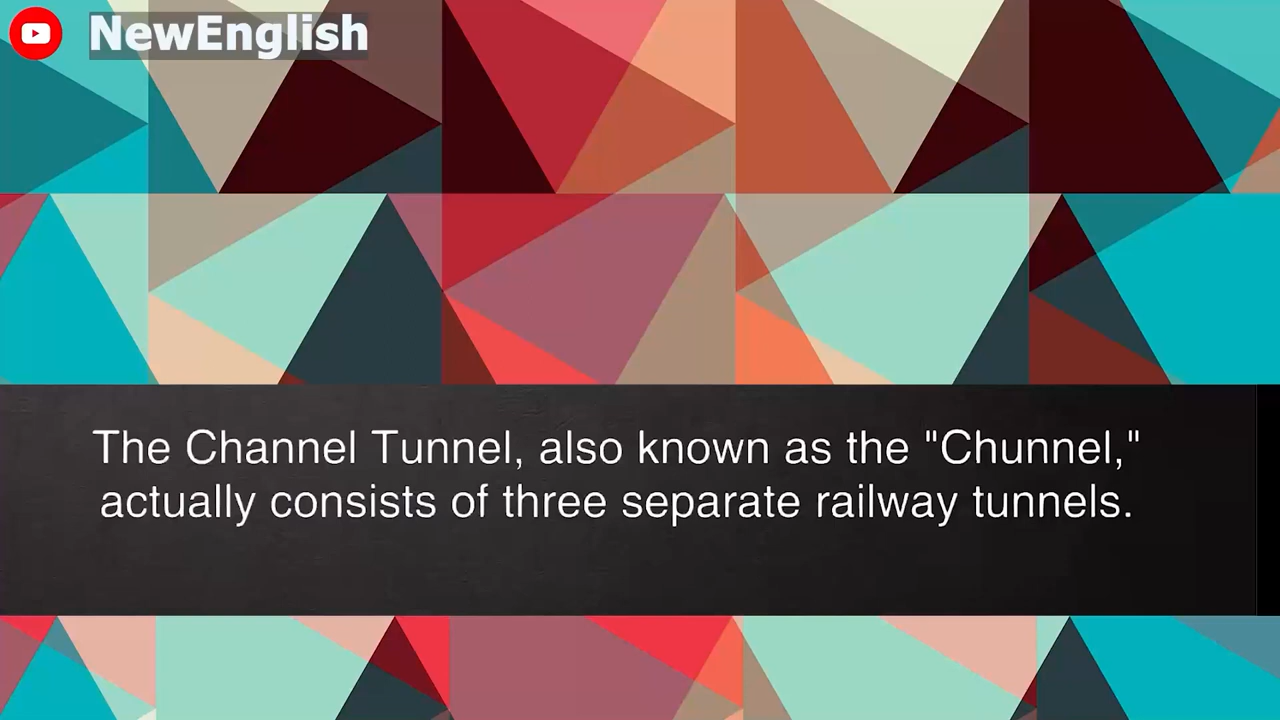 NewEnglish
The Channel Tunnel, also known as the "Chunnel,"
actually consists of three separate railway tunnels.